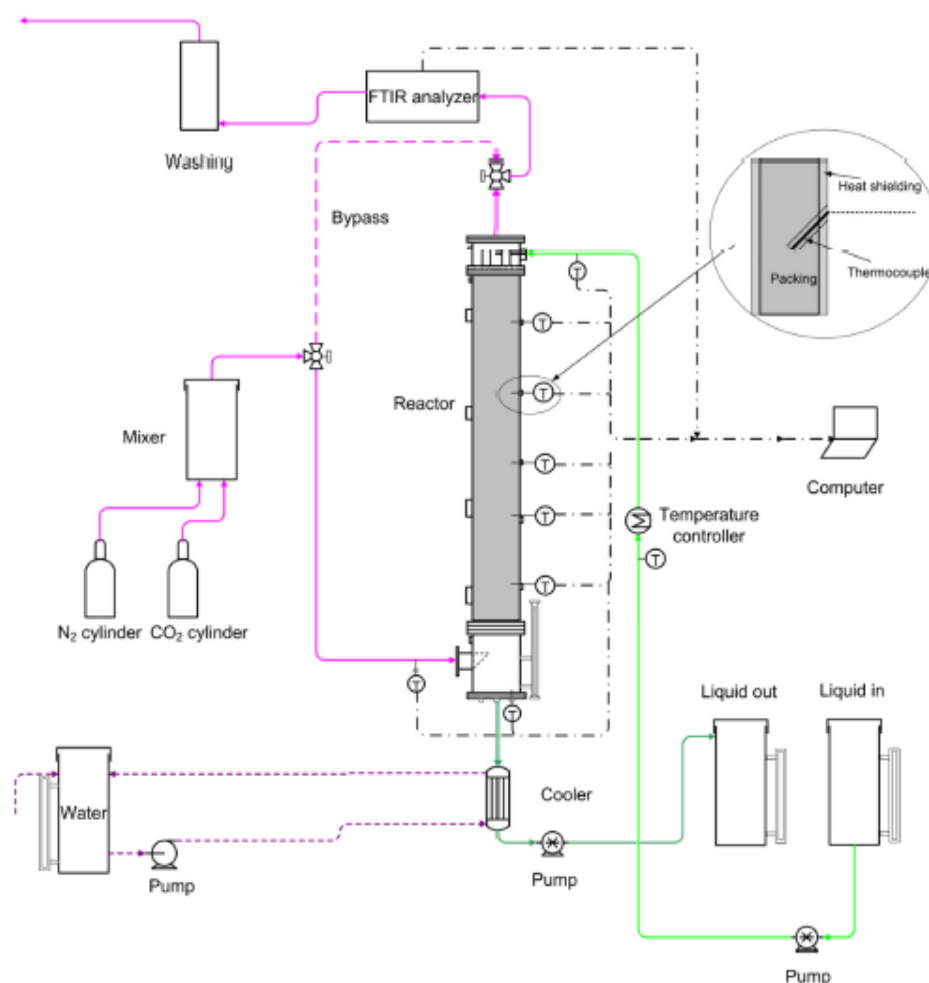 FTIR analyzer
Washing
Heat shielding
Bypass
Thermocouple
Packing
T
T
T
Reactor
Mixer
T
T
Computer
Temperature
controller
T
T
N₂ cylinder
CO₂ cylinder
T
T
Liquid out
Liquid in
T
Water
Cooler
Pump
Pump
Pump